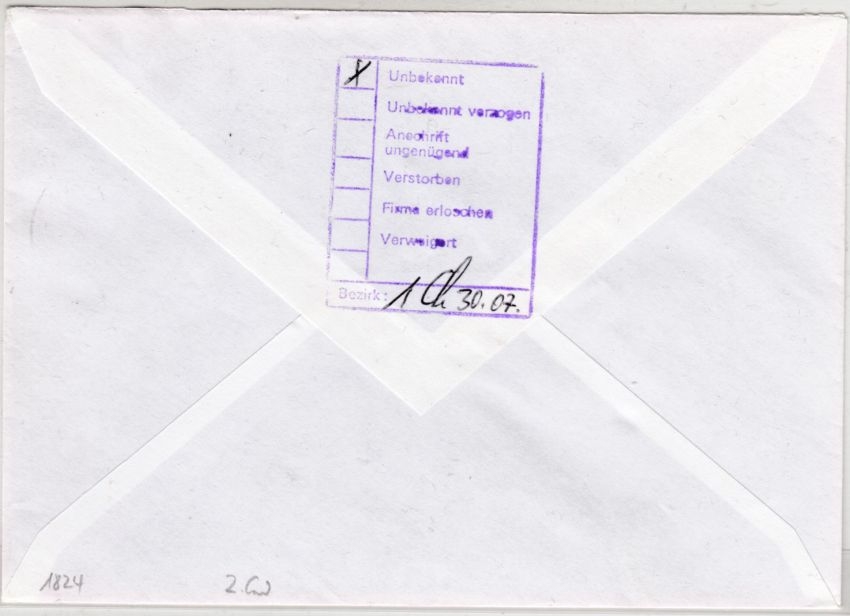 X Unbekannt
Unbekannt verzogen
Anschrift
ungenügend
Verstorben
Firma erloschen
Verweigert
Bezirk: 1 30.07.
1824